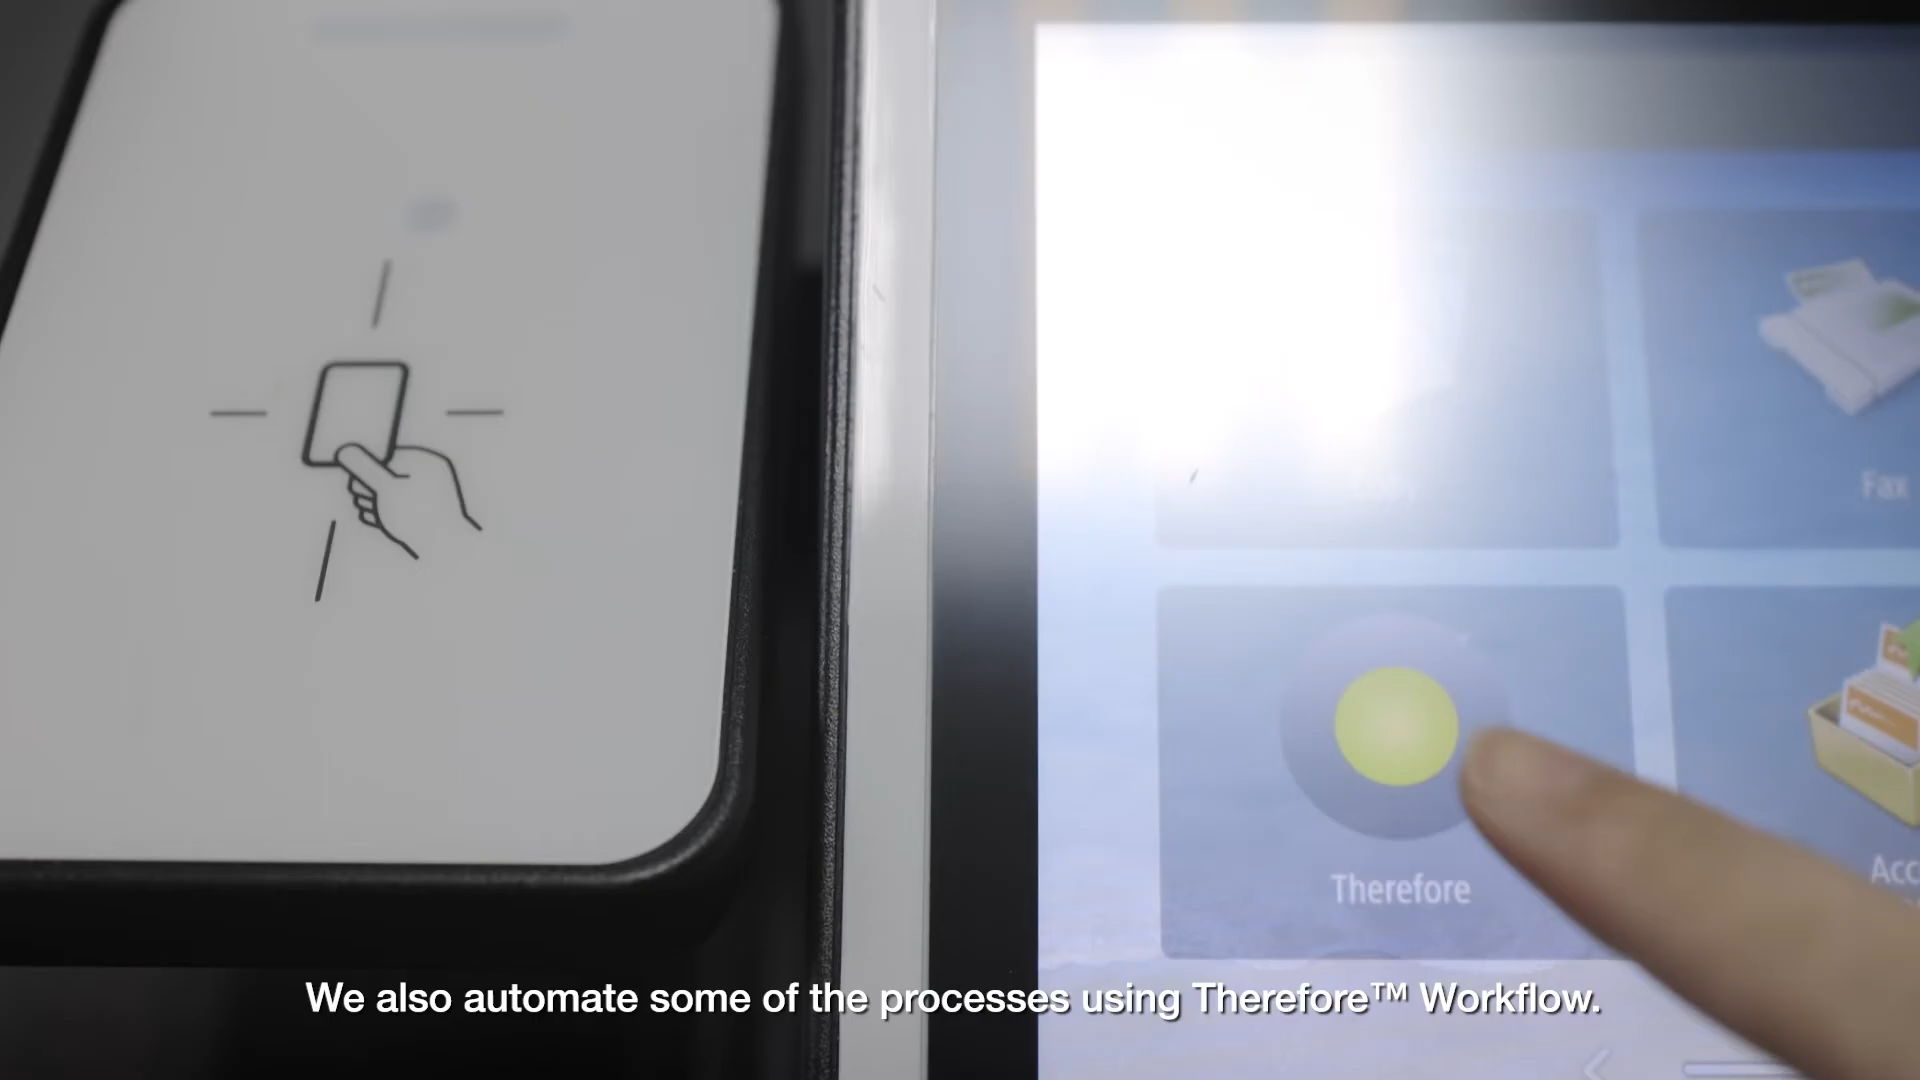 Fax
Therefore
Acc
We also automate some of the processes using Therefore™ Workflow.